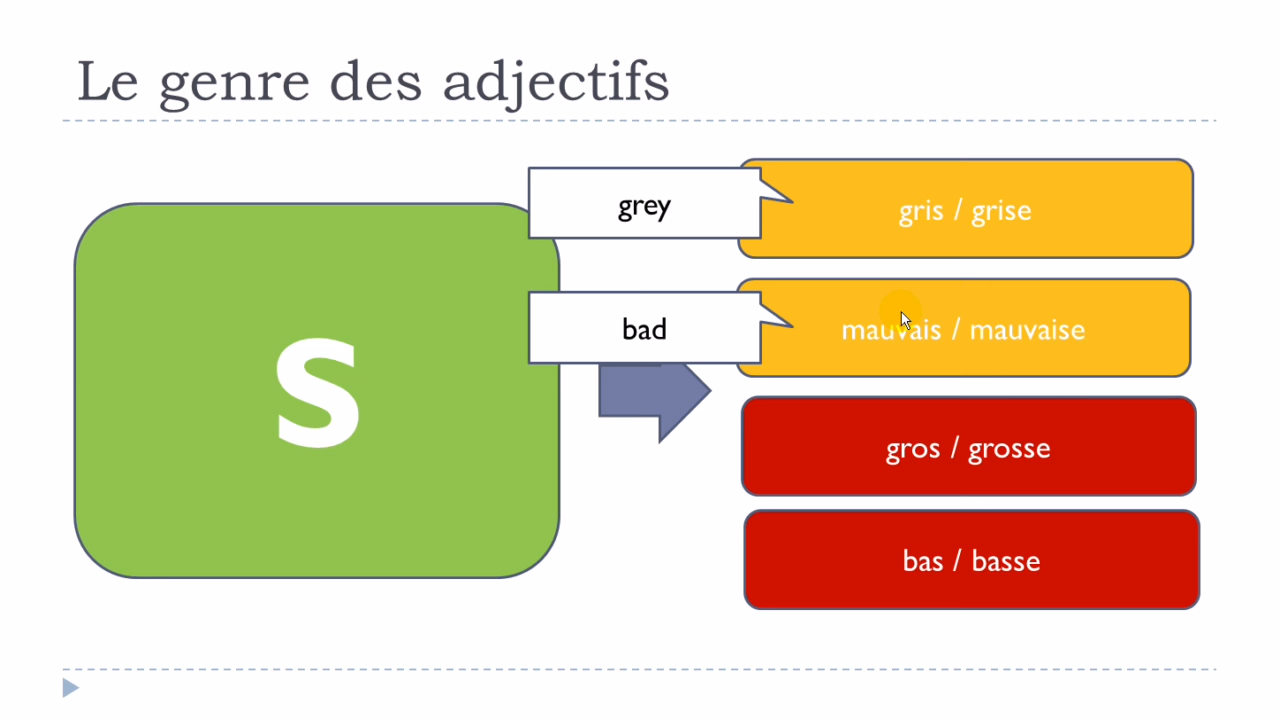 Le genre des adjectifs
S
grey
gris / grise
bad
mauvais / mauvaise
gros / grosse
bas / basse